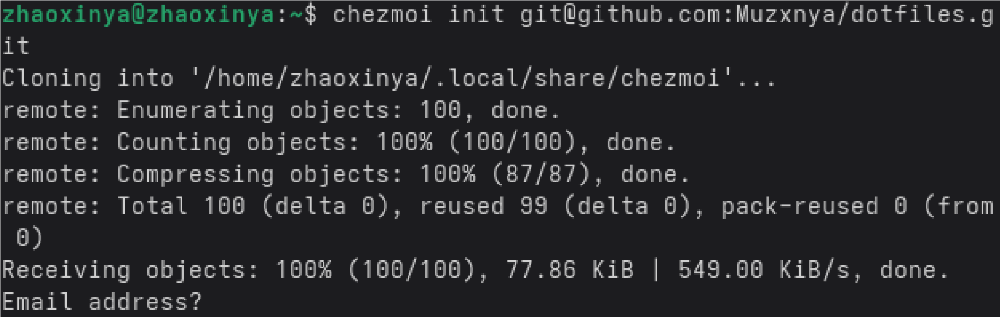 zhaoxinya@zhaoxinya:~$ chezmoi init git@github.com:Muzxnya/dotfiles.g
it
Cloning into '/home/zhaoxinya/.local/share/chezmoi'...
remote: Enumerating objects: 100, done.
remote: Counting objects: 100% (100/100), done.
remote: Compressing objects: 100% (87/87), done.
remote: Total 100 (delta 0), reused 99 (delta 0), pack-reused 0 (from
 0)
Receiving objects: 100% (100/100), 77.86 KiB | 549.00 KiB/s, done.
Email address?